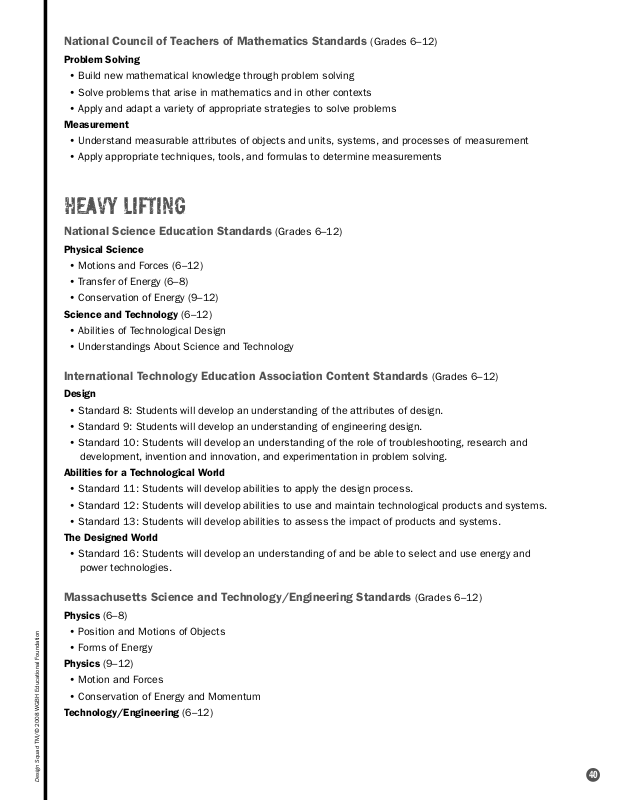 National Council of Teachers of Mathematics Standards (Grades 6–12)
Problem Solving
• Build new mathematical knowledge through problem solving
• Solve problems that arise in mathematics and in other contexts
• Apply and adapt a variety of appropriate strategies to solve problems
Measurement
• Understand measurable attributes of objects and units, systems, and processes of measurement
• Apply appropriate techniques, tools, and formulas to determine measurements
HEAVY LIFTING
National Science Education Standards (Grades 6–12)
Physical Science
• Motions and Forces (6–12)
• Transfer of Energy (6–8)
• Conservation of Energy (9–12)
Science and Technology (6–12)
• Abilities of Technological Design
• Understandings About Science and Technology
International Technology Education Association Content Standards (Grades 6–12)
Design
• Standard 8: Students will develop an understanding of the attributes of design.
• Standard 9: Students will develop an understanding of engineering design.
• Standard 10: Students will develop an understanding of the role of troubleshooting, research and
development, invention and innovation, and experimentation in problem solving.
Abilities for a Technological World
• Standard 11: Students will develop abilities to apply the design process.
• Standard 12: Students will develop abilities to use and maintain technological products and systems.
• Standard 13: Students will develop abilities to assess the impact of products and systems.
The Designed World
• Standard 16: Students will develop an understanding of and be able to select and use energy and
power technologies.
Massachusetts Science and Technology/Engineering Standards (Grades 6–12)
Physics (6–8)
• Position and Motions of Objects
• Forms of Energy
Physics (9–12)
• Motion and Forces
• Conservation of Energy and Momentum
Technology/Engineering (6–12)
Design Squad TM/© 2008 WGBH Educational Foundation
40